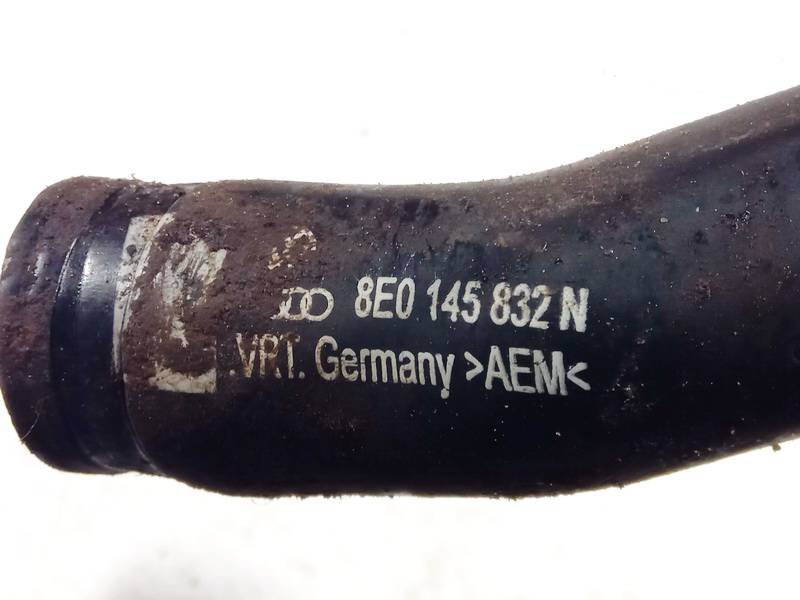 8E0 145 832 N
.VRT. Germany >AEM<